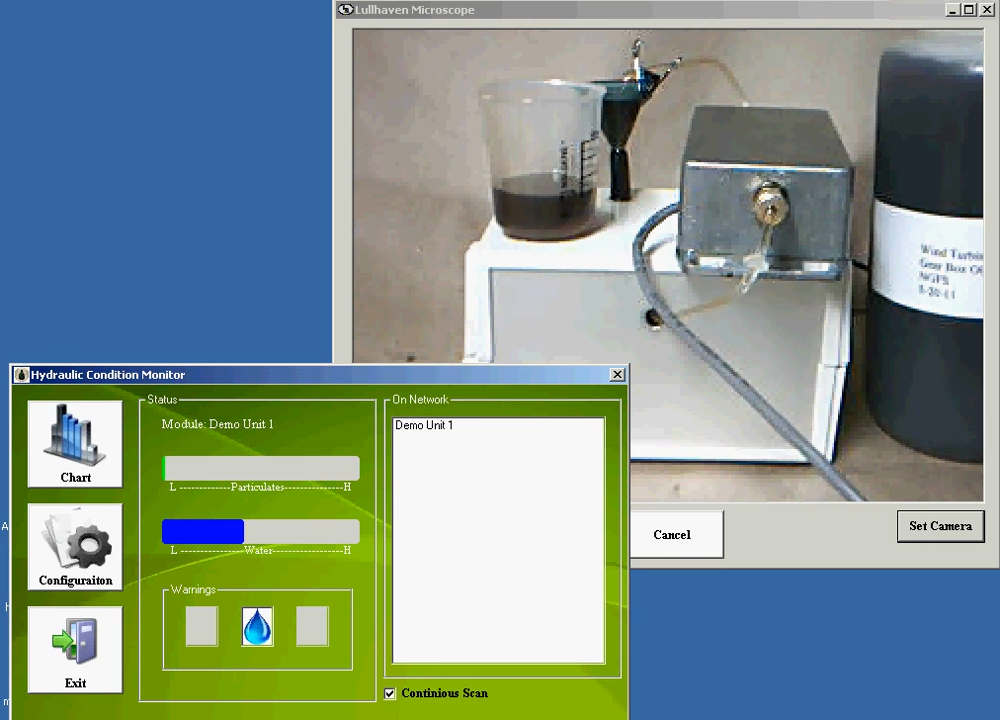 Lullhaven Microscope
Wind Turbin
Gear Box O
Hydraulic Condition Monitor
Status
On Network
Module: Demo Unit 1
Demo Unit 1
Chart
L ---------------Particulates-----------------H
Cancel
Set Camera
L -------------------Water-------------------H
Configuraiton
Warnings
Exit
Continious Scan